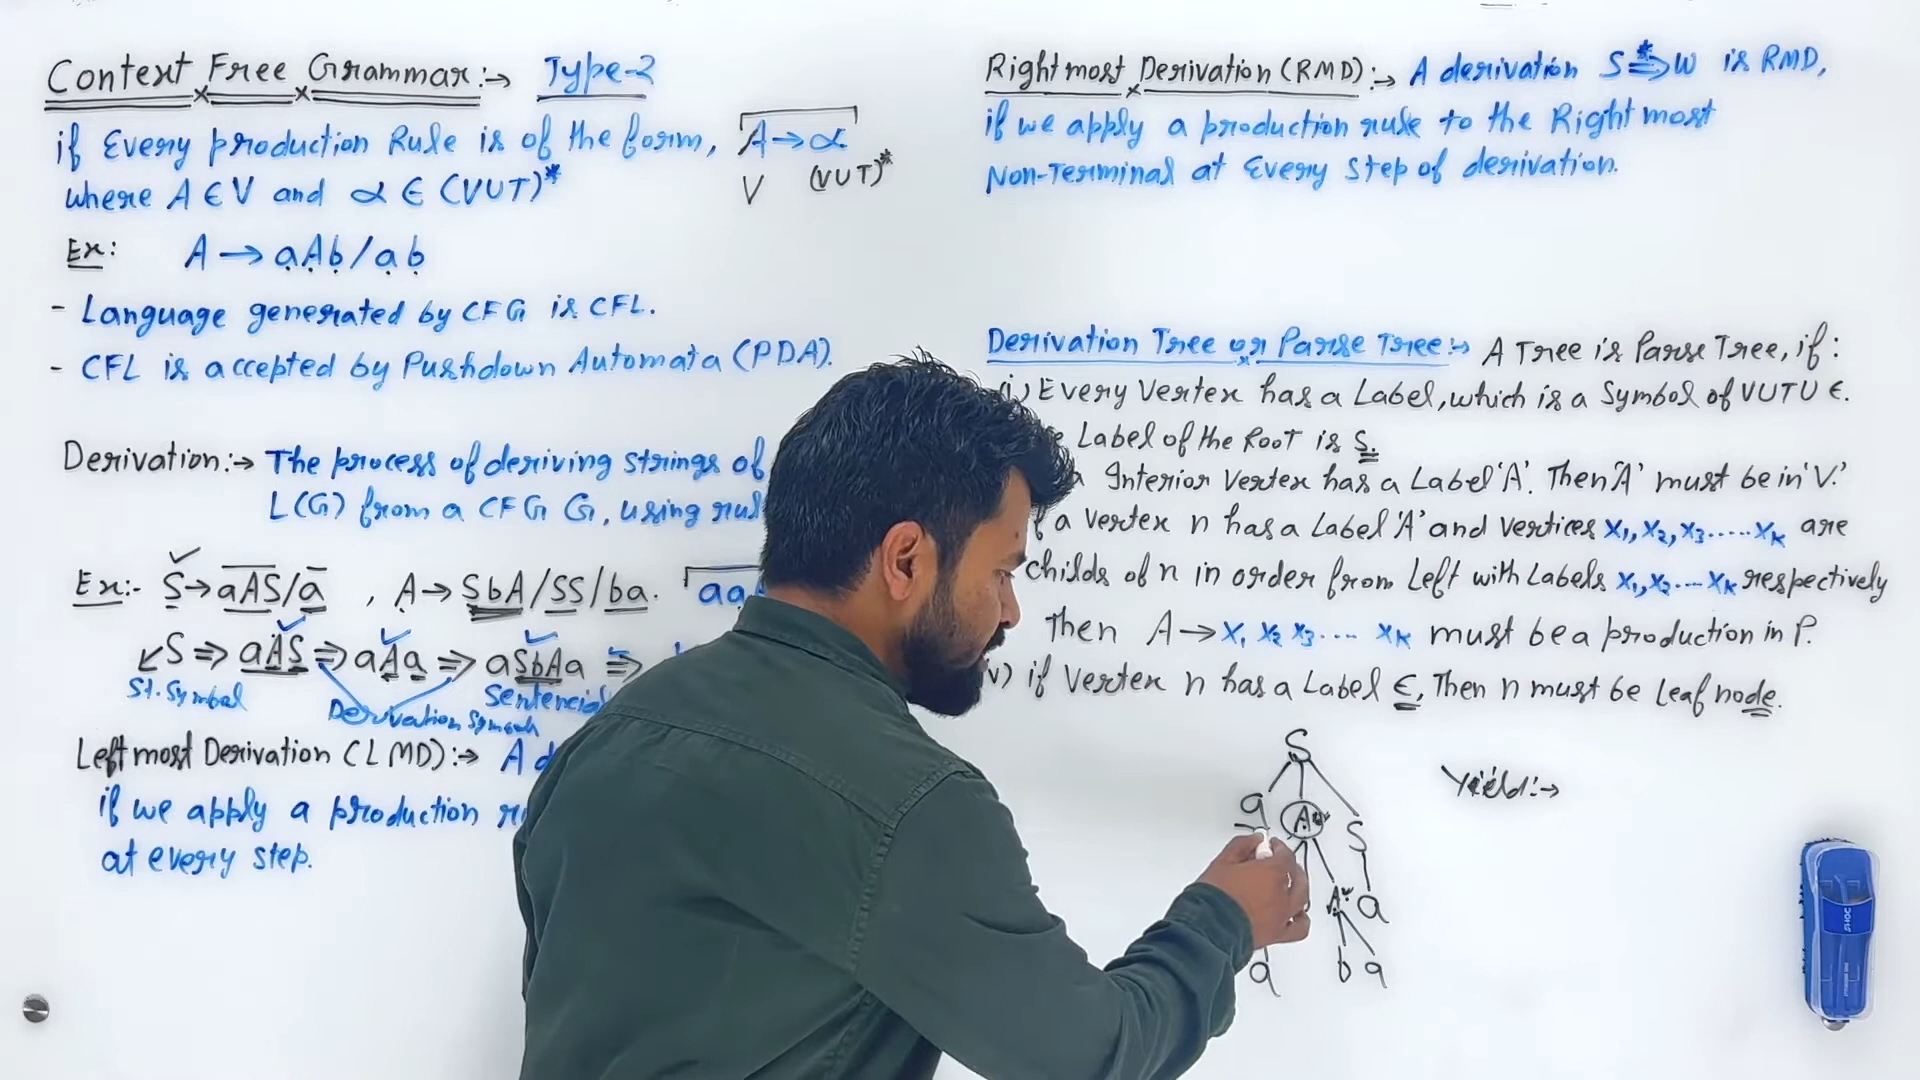 Context Free Grammar:→ Type-2
if Every production Rule is of the form, A→α
where A∈V and α ∈ (VUT)* V (VUT)*
Ex: A→aAb/ab
- Language generated by CFG is CFL.
- CFL is accepted by Pushdown Automata (PDA).
Derivation:→ The process of deriving strings of
L(G) from a CFG G, using
Ex:- S→aAS/a , A→SbA/SS/ba.
S⇒aAS⇒aAa⇒aSbAa⇒
St. Symbol Derivation Symbols
Left most Derivation (LMD):→ A
if we apply a production
at every step.
Right most Derivation (RMD):→ A derivation S*⇒W is RMD,
if we apply a production rule to the Right most
Non-Terminal at Every Step of derivation.
Derivation Tree or Parse Tree:→ A Tree is Parse Tree, if:
i) Every Vertex has a Label, which is a Symbol of VUTU ∈.
Label of the Root is S.
Interior Vertex has a Label 'A'. Then 'A' must be in 'V'.
a Vertex n has a Label 'A' and Vertices X1, X2, X3.....XK are
childs of n in order from Left with Labels X1, X2...XK respectively
Then A→X1 X2 X3.... XK must be a production in P.
v) if Vertex n has a Label ∈, Then n must be Leaf node.
S
a A S
A a
a b a
Yield:→